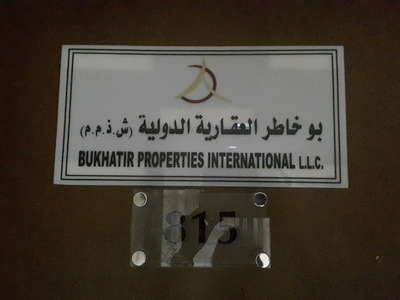 بو خاطر العقارية الدولية (ش.ذ.م.م)
BUKHATIR PROPERTIES INTERNATIONAL L.L.C.
815